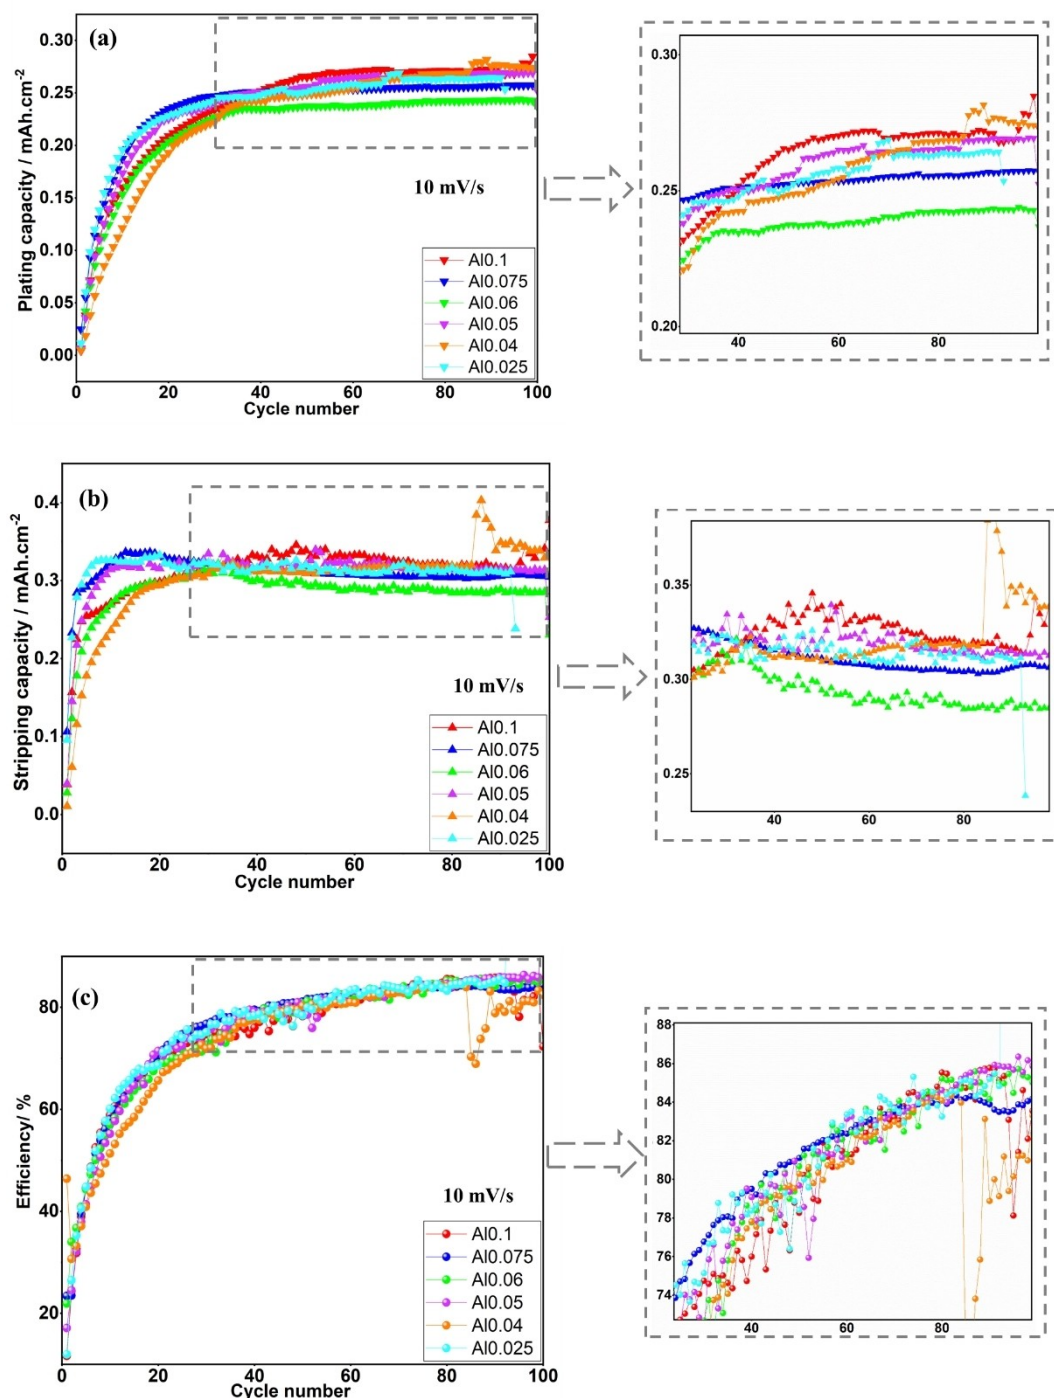 (a)
Plating capacity / mAh.cm-2
0.30
0.25
0.20
0.15
0.10
0.05
0.00
0 20 40 60 80 100
Cycle number
10 mV/s
Al0.1
Al0.075
Al0.06
Al0.05
Al0.04
Al0.025
0.30
0.25
0.20
40 60 80
(b)
Stripping capacity / mAh.cm-2
0.4
0.3
0.2
0.1
0.0
0 20 40 60 80 100
Cycle number
10 mV/s
Al0.1
Al0.075
Al0.06
Al0.05
Al0.04
Al0.025
0.35
0.30
0.25
40 60 80
(c)
Efficiency/ %
80
60
40
20
0 20 40 60 80 100
Cycle number
10 mV/s
Al0.1
Al0.075
Al0.06
Al0.05
Al0.04
Al0.025
88
86
84
82
80
78
76
74
40 60 80